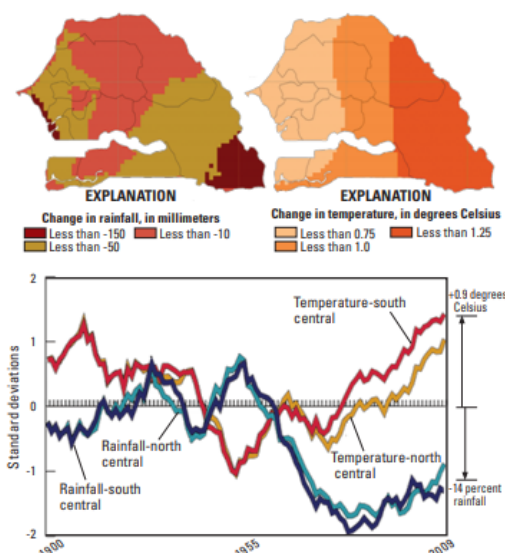 EXPLANATION
Change in rainfall, in millimeters
Less than -150
Less than -10
Less than -50
EXPLANATION
Change in temperature, in degrees Celsius
Less than 0.75
Less than 1.25
Less than 1.0
2
1
0
-1
-2
Standard deviations
Temperature-south
central
+0.9 degrees
Celsius
Rainfall-north
central
Rainfall-south
central
Temperature-north
central
-14 percent
rainfall
1900
1955
2009